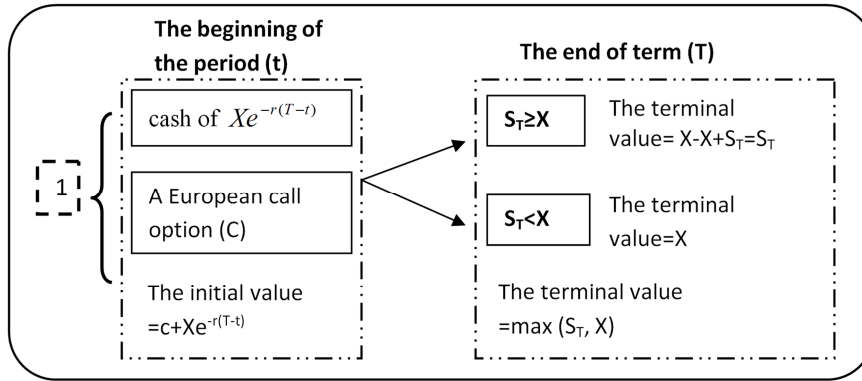 The beginning of
the period (t)
The end of term (T)
1
cash of Xe^{-r(T-t)}
A European call
option (C)
The initial value
=c+Xe^{-r(T-t)}
S_T≥X
The terminal
value= X-X+S_T=S_T
S_T<X
The terminal
value=X
The terminal value
=max (S_T, X)